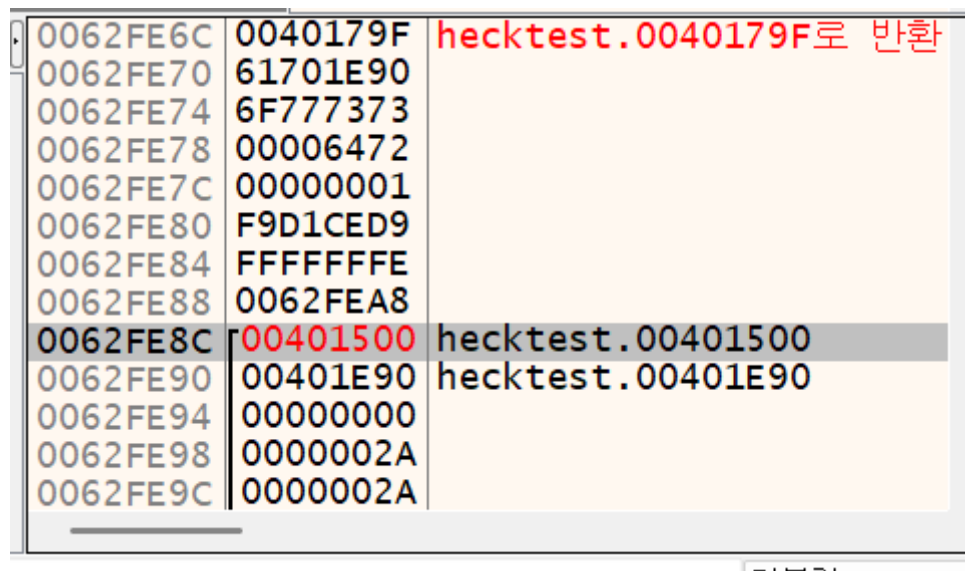 0062FE6C 0040179F hecktest.0040179F로 반환
0062FE70 61701E90
0062FE74 6F777373
0062FE78 00006472
0062FE7C 00000001
0062FE80 F9D1CED9
0062FE84 FFFFFFFE
0062FE88 0062FEA8
0062FE8C 00401500 hecktest.00401500
0062FE90 00401E90 hecktest.00401E90
0062FE94 00000000
0062FE98 0000002A
0062FE9C 0000002A